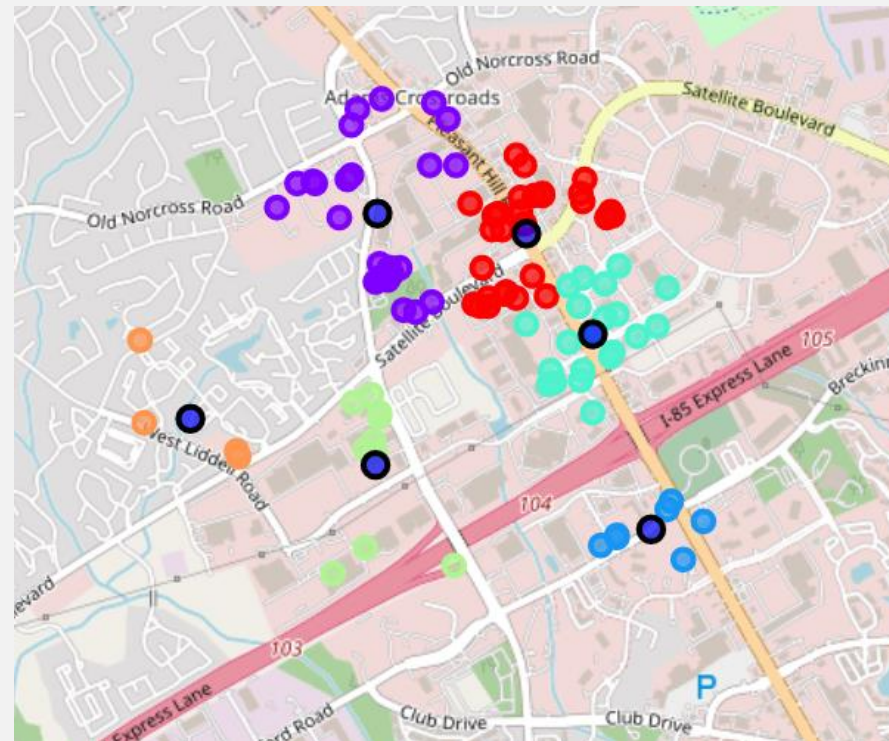 Old Norcross Road
Crossroads
Satellite Boulevard
Pleasant Hill
Old Norcross Road
Satellite Boulevard
105
I-85 Express Lane
West Liddell Road
104
103
Express Lane
Club Drive
Club Drive
P